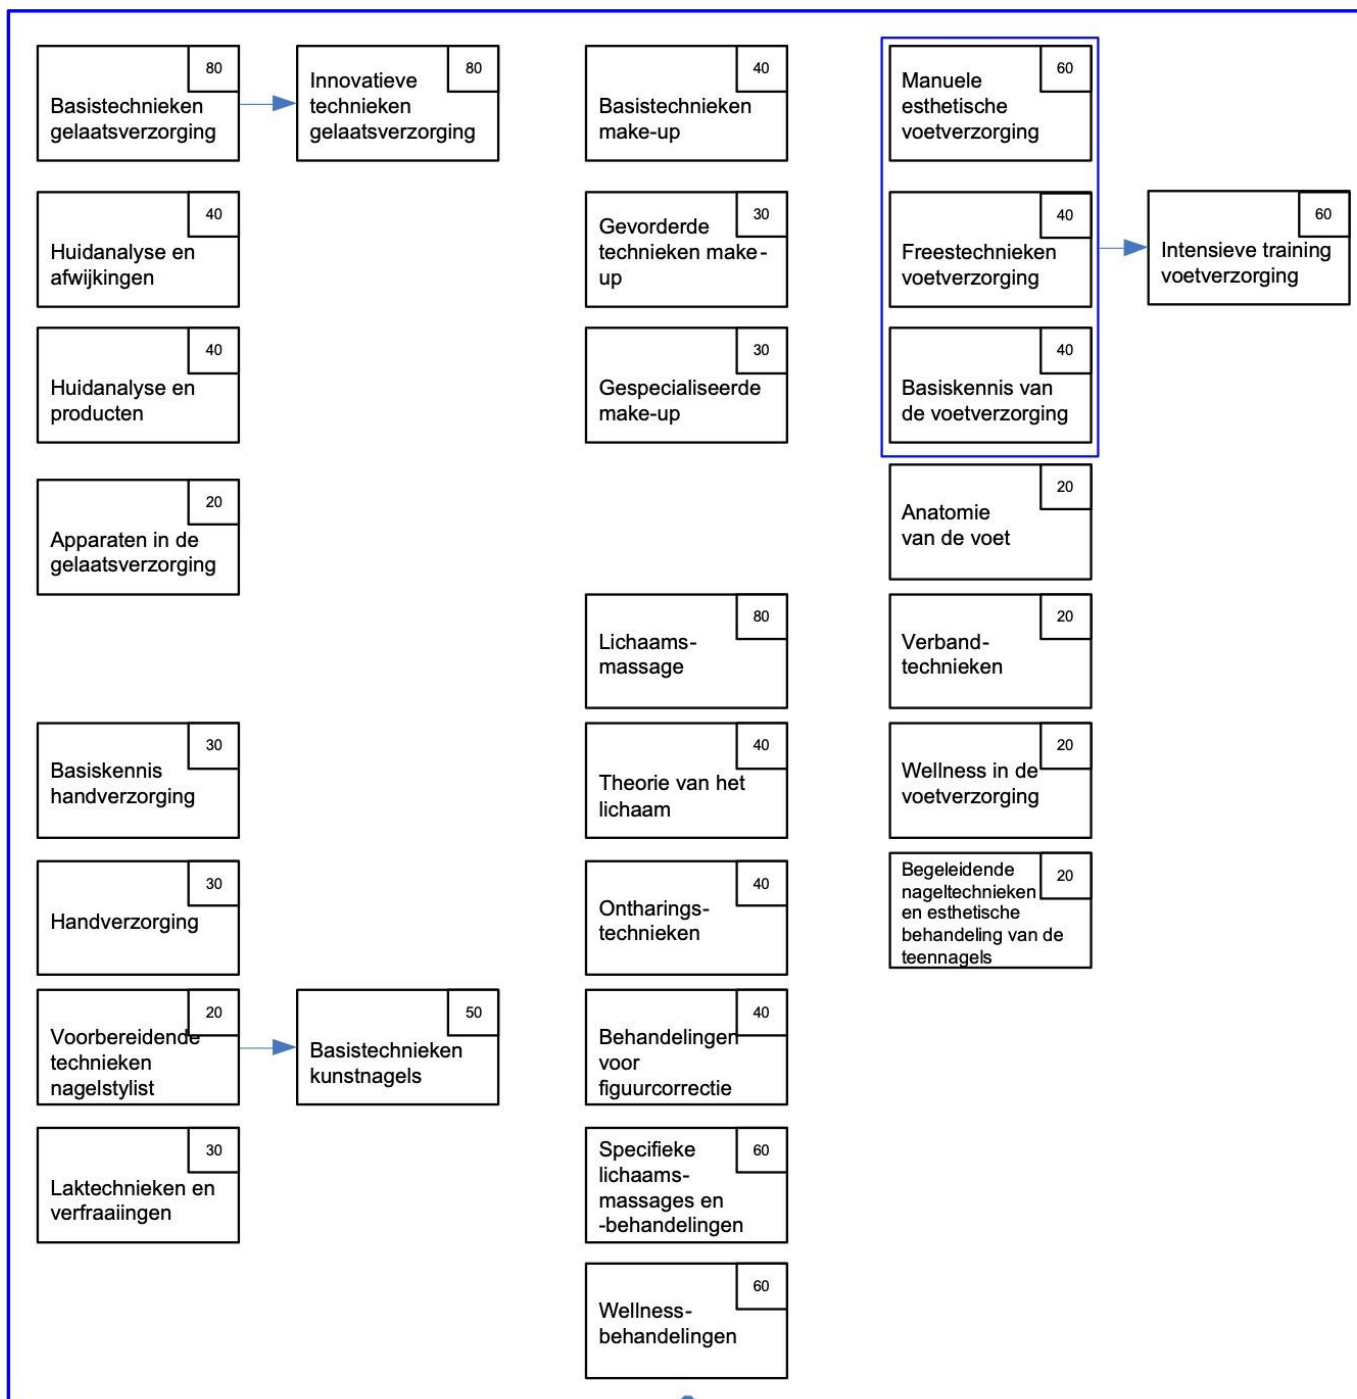 80
Basistechnieken
gelaatsverzorging
80
Innovatieve
technieken
gelaatsverzorging
40
Basistechnieken
make-up
60
Manuele
esthetische
voetverzorging
40
Huidanalyse en
afwijkingen
30
Gevorderde
technieken make-
up
40
Freestechnieken
voetverzorging
60
Intensieve training
voetverzorging
40
Huidanalyse en
producten
30
Gespecialiseerde
make-up
40
Basiskennis van
de voetverzorging
20
Apparaten in de
gelaatsverzorging
20
Anatomie
van de voet
80
Lichaams-
massage
20
Verband-
technieken
30
Basiskennis
handverzorging
40
Theorie van het
lichaam
20
Wellness in de
voetverzorging
30
Handverzorging
40
Ontharings-
technieken
20
Begeleidende
nageltechnieken
en esthetische
behandeling van de
teennagels
20
Voorbereidende
technieken
nagelstylist
50
Basistechnieken
kunstnagels
40
Behandelingen
voor
figuurcorrectie
30
Laktechnieken en
verfraaiingen
60
Specifieke
lichaams-
massages en
-behandelingen
60
Wellness-
behandelingen